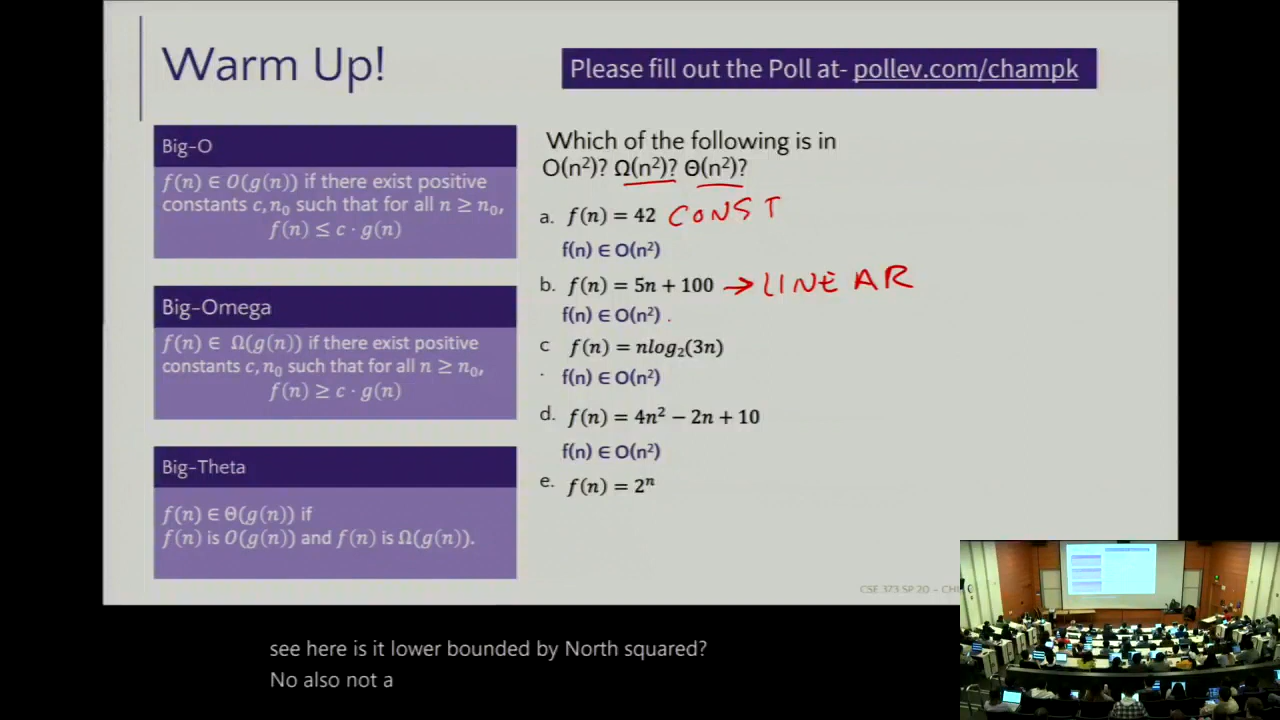 Warm Up!
Please fill out the Poll at- pollev.com/champk
Big-O
f(n) ∈ O(g(n)) if there exist positive
constants c, n₀ such that for all n ≥ n₀,
f(n) ≤ c · g(n)
Big-Omega
f(n) ∈ Ω(g(n)) if there exist positive
constants c, n₀ such that for all n ≥ n₀,
f(n) ≥ c · g(n)
Big-Theta
f(n) ∈ Θ(g(n)) if
f(n) is O(g(n)) and f(n) is Ω(g(n)).
Which of the following is in
O(n²)? Ω(n²)? Θ(n²)?
a. f(n) = 42 CONST
f(n) ∈ O(n²)
b. f(n) = 5n + 100 → LINEAR
f(n) ∈ O(n²) .
c f(n) = nlog₂(3n)
. f(n) ∈ O(n²)
d. f(n) = 4n² − 2n + 10
f(n) ∈ O(n²)
e. f(n) = 2ⁿ
CSE 373 SP 20 –
see here is it lower bounded by North squared?
No also not a